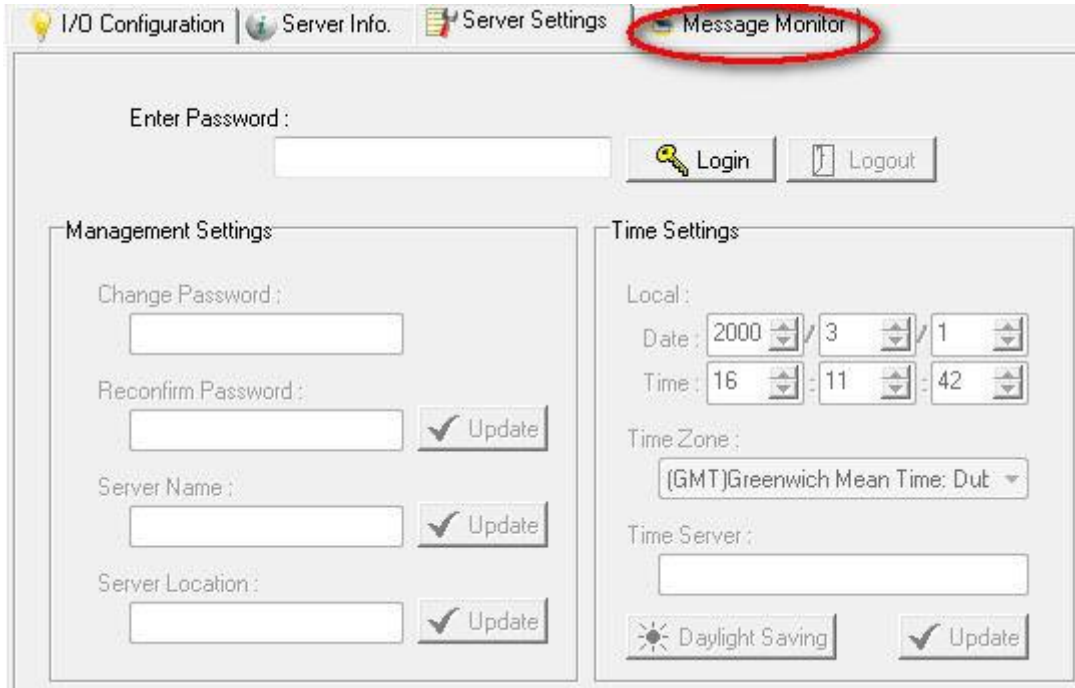 I/O Configuration Server Info. Server Settings Message Monitor
Enter Password :
Login Logout
Management Settings
Change Password :
Reconfirm Password :
Update
Server Name :
Update
Server Location :
Update
Time Settings
Local :
Date : 2000 / 3 / 1
Time : 16 : 11 : 42
Time Zone :
(GMT)Greenwich Mean Time: Dub
Time Server :
Daylight Saving Update